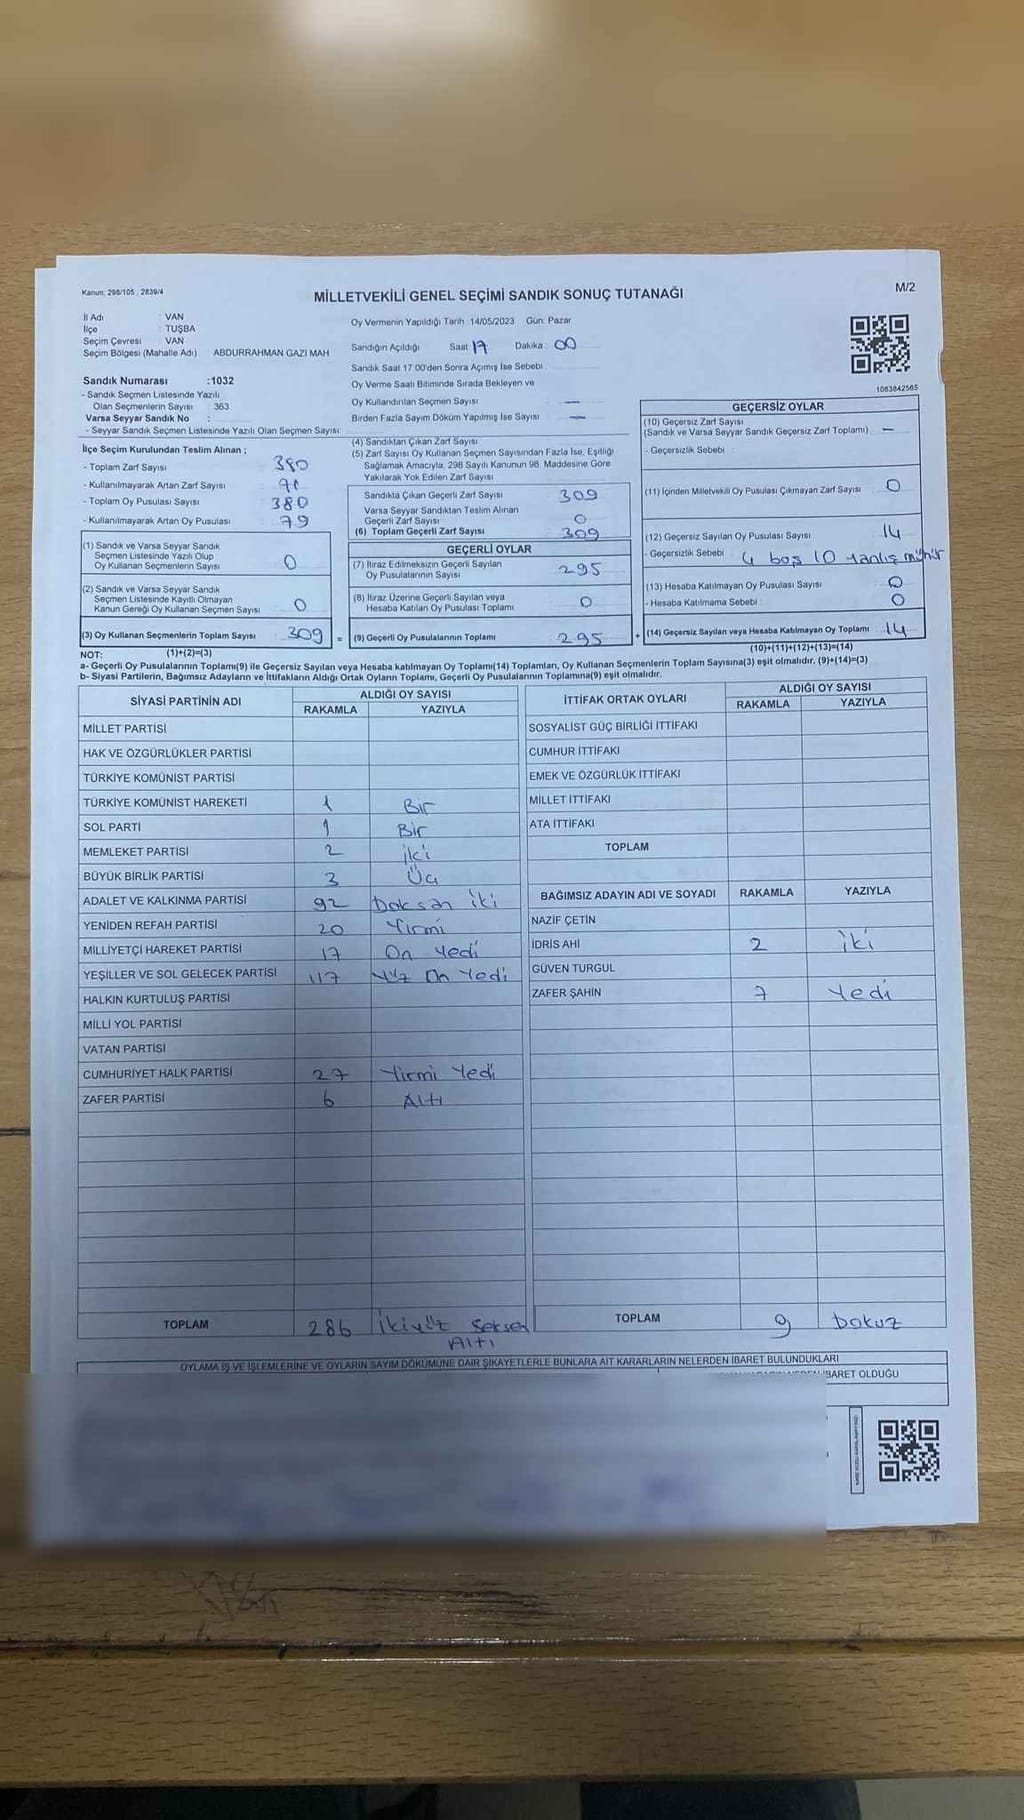 Kanun, 298/105 , 2839/4
MİLLETVEKİLİ GENEL SEÇİMİ SANDIK SONUÇ TUTANAĞI
M/2
İl Adı : VAN
İlçe : TUŞBA
Seçim Çevresi : VAN
Seçim Bölgesi (Mahalle Adı) ABDURRAHMAN GAZI MAH
Sandık Numarası :1032
- Sandık Seçmen Listesinde Yazılı
Olan Seçmenlerin Sayısı : 363
Varsa Seyyar Sandık No :
- Seyyar Sandık Seçmen Listesinde Yazılı Olan Seçmen Sayısı
Oy Vermenin Yapıldığı Tarih :14/05/2023 Gün: Pazar
Sandığın Açıldığı Saat 17 Dakika : 00
Sandık Saat 17 00'den Sonra Açımış İse Sebebi :
Oy Verme Saati Bitiminde Sırada Bekleyen ve
Oy Kullandırılan Seçmen Sayısı : —
Birden Fazla Sayım Döküm Yapılmış İse Sayısı : —
1083842565
İlçe Seçim Kurulundan Teslim Alınan ;
- Toplam Zarf Sayısı : 380
- Kullanılmayarak Artan Zarf Sayısı : 71
- Toplam Oy Pusulası Sayısı : 380
- Kullanılmayarak Artan Oy Pusulası : 79
(1) Sandık ve Varsa Seyyar Sandık
Seçmen Listesinde Yazılı Olup
Oy Kullanan Seçmenlerin Sayısı : 0
(2) Sandık ve Varsa Seyyar Sandık
Seçmen Listesinde Kayıtlı Olmayan
Kanun Gereği Oy Kullanan Seçmen Sayısı : 0
(3) Oy Kullanan Seçmenlerin Toplam Sayısı : 309 =
(4) Sandıktan Çıkan Zarf Sayısı
(5) Zarf Sayısı Oy Kullanan Seçmen Sayısından Fazla İse, Eşitliği
Sağlamak Amacıyla, 298 Sayılı Kanunun 98. Maddesine Göre
Yakılarak Yok Edilen Zarf Sayısı :
Sandıkla Çıkan Geçerli Zarf Sayısı : 309
Varsa Seyyar Sandıktan Teslim Alınan
Geçerli Zarf Sayısı : 0
(6) Toplam Geçerli Zarf Sayısı : 309
GEÇERLİ OYLAR
(7) İtiraz Edilmeksizin Geçerli Sayılan
Oy Pusulalarının Sayısı : 295
(8) İtiraz Üzerine Geçerli Sayılan veya
Hesaba Katılan Oy Pusulası Toplamı : 0
(9) Geçerli Oy Pusulalarının Toplamı : 295 +
GEÇERSİZ OYLAR
(10) Geçersiz Zarf Sayısı
(Sandık ve Varsa Seyyar Sandık Geçersiz Zarf Toplamı) : —
- Geçersizlik Sebebi :
(11) İçinden Milletvekili Oy Pusulası Çıkmayan Zarf Sayısı : 0
(12) Geçersiz Sayılan Oy Pusulası Sayısı : 14
- Geçersizlik Sebebi : 4 boş 10 yanlış mühür
(13) Hesaba Katılmayan Oy Pusulası Sayısı : 0
- Hesaba Katılmama Sebebi : 0
(14) Geçersiz Sayılan veya Hesaba Katılmayan Oy Toplamı : 14
NOT: (1)+(2)=(3)
(10)+(11)+(12)+(13)=(14)
a- Geçerli Oy Pusulalarının Toplamı(9) ile Geçersiz Sayılan veya Hesaba katılmayan Oy Toplamı(14) Toplamları, Oy Kullanan Seçmenlerin Toplam Sayısına(3) eşit olmalıdır. (9)+(14)=(3)
b- Siyasi Partilerin, Bağımsız Adayların ve İttifakların Aldığı Ortak Oyların Toplamı, Geçerli Oy Pusulalarının Toplamına(9) eşit olmalıdır.
SİYASİ PARTİNİN ADI ALDIĞI OY SAYISI
RAKAMLA YAZIYLA
MİLLET PARTİSİ
HAK VE ÖZGÜRLÜKLER PARTİSİ
TÜRKİYE KOMÜNİST PARTİSİ
TÜRKİYE KOMÜNİST HAREKETİ 1 Bir
SOL PARTİ 1 Bir
MEMLEKET PARTİSİ 2 iki
BÜYÜK BİRLİK PARTİSİ 3 Üç
ADALET VE KALKINMA PARTİSİ 92 Doksan iki
YENİDEN REFAH PARTİSİ 20 Yirmi
MİLLİYETÇİ HAREKET PARTİSİ 17 On Yedi
YEŞİLLER VE SOL GELECEK PARTİSİ 117 Yüz On Yedi
HALKIN KURTULUŞ PARTİSİ
MİLLİ YOL PARTİSİ
VATAN PARTİSİ
CUMHURİYET HALK PARTİSİ 27 Yirmi Yedi
ZAFER PARTİSİ 6 Altı
TOPLAM 286 İkiyüz Seksen
Altı
İTTİFAK ORTAK OYLARI ALDIĞI OY SAYISI
RAKAMLA YAZIYLA
SOSYALİST GÜÇ BİRLİĞİ İTTİFAKI
CUMHUR İTTİFAKI
EMEK VE ÖZGÜRLÜK İTTİFAKI
MİLLET İTTİFAKI
ATA İTTİFAKI
TOPLAM
BAĞIMSIZ ADAYIN ADI VE SOYADI RAKAMLA YAZIYLA
NAZİF ÇETİN
İDRİS AHİ 2 iki
GÜVEN TURGUL
ZAFER ŞAHİN 7 Yedi
TOPLAM 9 Dokuz
OYLAMA İŞ VE İŞLEMLERİNE VE OYLARIN SAYIM DÖKÜMÜNE DAİR ŞİKAYETLERLE BUNLARA AİT KARARLARIN NELERDEN İBARET BULUNDUKLARI
İBARET OLDUĞU